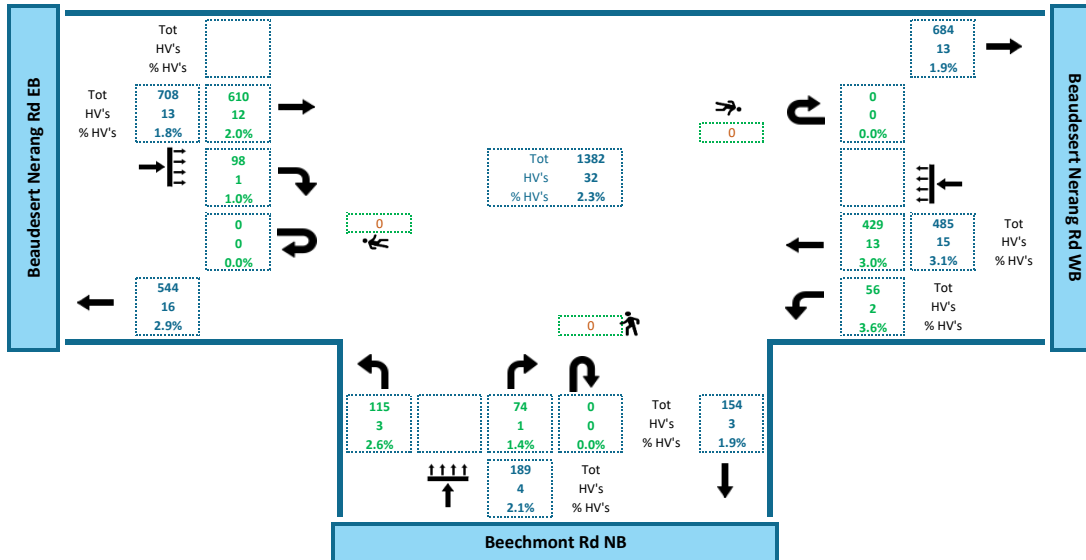 Beaudesert Nerang Rd EB
Tot
HV's
% HV's
Tot 708 610
HV's 13 12
% HV's 1.8% 2.0%
98
1
1.0%
0
0
0.0%
0
544
16
2.9%
Tot 1382
HV's 32
% HV's 2.3%
684
13
1.9%
0
0
0
0.0%
429 485 Tot
13 15 HV's
3.0% 3.1% % HV's
56 Tot
2 HV's
3.6% % HV's
Beaudesert Nerang Rd WB
0
115 74 0 Tot 154
3 1 0 HV's 3
2.6% 1.4% 0.0% % HV's 1.9%
189 Tot
4 HV's
2.1% % HV's
Beechmont Rd NB